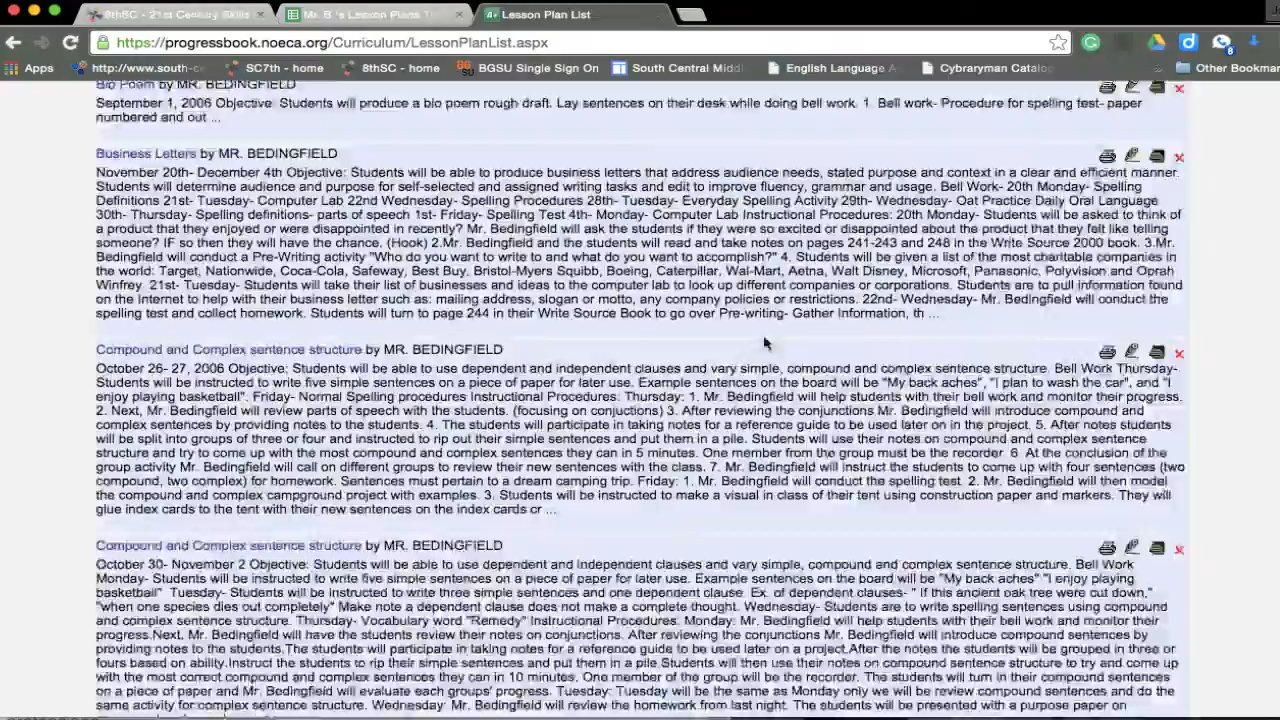 8thSC - 21st Century Skills
Mr. B.'s Lesson Plans T
Lesson Plan List
https://progressbook.noeca.org/Curriculum/LessonPlanList.aspx
Apps
http://www.south-c
SC7th - home
8thSC - home
BGSU Single Sign On
South Central Middl
English Language A
Cybraryman Catalog
Other Bookmar
Bio Poem by MR. BEDINGFIELD
September 1, 2006 Objective: Students will produce a bio poem rough draft. Lay sentences on their desk while doing bell work. 1. Bell work- Procedure for spelling test- paper
numbered and out ...
Business Letters by MR. BEDINGFIELD
November 20th- December 4th Objective: Students will be able to produce business letters that address audience needs, stated purpose and context in a clear and efficient manner.
Students will determine audience and purpose for self-selected and assigned writing tasks and edit to improve fluency, grammar and usage. Bell Work- 20th Monday- Spelling
Definitions 21st- Tuesday- Computer Lab 22nd Wednesday- Spelling Procedures 28th- Tuesday- Everyday Spelling Activity 29th- Wednesday- Oat Practice Daily Oral Language
30th- Thursday- Spelling definitions- parts of speech 1st- Friday- Spelling Test 4th- Monday- Computer Lab Instructional Procedures: 20th Monday- Students will be asked to think of
a product that they enjoyed or were disappointed in recently? Mr. Bedingfield will ask the students if they were so excited or disappointed about the product that they felt like telling
someone? IF so then they will have the chance. (Hook) 2.Mr. Bedingfield and the students will read and take notes on pages 241-243 and 248 in the Write Source 2000 book. 3.Mr.
Bedingfield will conduct a Pre-Writing activity "Who do you want to write to and what do you want to accomplish?" 4. Students will be given a list of the most charitable companies in
the world: Target, Nationwide, Coca-Cola, Safeway, Best Buy, Bristol-Myers Squibb, Boeing, Caterpillar, Wal-Mart, Aetna, Walt Disney, Microsoft, Panasonic, Polyvision and Oprah
Winfrey. 21st- Tuesday- Students will take their list of businesses and ideas to the computer lab to look up different companies or corporations. Students are to pull information found
on the Internet to help with their business letter such as: mailing address, slogan or motto, any company policies or restrictions. 22nd- Wednesday- Mr. Bedingfield will conduct the
spelling test and collect homework. Students will turn to page 244 in their Write Source Book to go over Pre-writing- Gather Information, th ...
Compound and Complex sentence structure by MR. BEDINGFIELD
October 26- 27, 2006 Objective: Students will be able to use dependent and independent clauses and vary simple, compound and complex sentence structure. Bell Work Thursday-
Students will be instructed to write five simple sentences on a piece of paper for later use. Example sentences on the board will be "My back aches", "I plan to wash the car", and "I
enjoy playing basketball". Friday- Normal Spelling procedures Instructional Procedures: Thursday: 1. Mr. Bedingfield will help students with their bell work and monitor their progress.
2. Next, Mr. Bedingfield will review parts of speech with the students. (focusing on conjuctions) 3. After reviewing the conjunctions Mr. Bedingfield will introduce compound and
complex sentences by providing notes to the students. 4. The students will participate in taking notes for a reference guide to be used later on in the project. 5. After notes students
will be split into groups of three or four and instructed to rip out their simple sentences and put them in a pile. Students will use their notes on compound and complex sentence
structure and try to come up with the most compound and complex sentences they can in 5 minutes. One member from the group must be the recorder. 6. At the conclusion of the
group activity Mr. Bedingfield will call on different groups to review their new sentences with the class. 7. Mr. Bedingfield will instruct the students to come up with four sentences (two
compound, two complex) for homework. Sentences must pertain to a dream camping trip. Friday: 1. Mr. Bedingfield will conduct the spelling test. 2. Mr. Bedingfield will then model
the compound and complex campground project with examples. 3. Students will be instructed to make a visual in class of their tent using construction paper and markers. They will
glue index cards to the tent with their new sentences on the index cards or ...
Compound and Complex sentence structure by MR. BEDINGFIELD
October 30- November 2 Objective: Students will be able to use dependent and independent clauses and vary simple, compound and complex sentence structure. Bell Work
Monday- Students will be instructed to write five simple sentences on a piece of paper for later use. Example sentences on the board will be "My back aches" "I enjoy playing
basketball" Tuesday- Students will be instructed to write three simple sentences and one dependent clause. Ex. of dependent clauses- " If this ancient oak tree were cut down,"
"when one species dies out completely" Make note a dependent clause does not make a complete thought. Wednesday- Students are to write spelling sentences using compound
and complex sentence structure. Thursday- Vocabulary word "Remedy" Instructional Procedures: Monday: Mr. Bedingfield will help students with their bell work and monitor their
progress.Next, Mr. Bedingfield will have the students review their notes on conjunctions. After reviewing the conjunctions Mr. Bedingfield will introduce compound sentences by
providing notes to the students.The students will participate in taking notes for a reference guide to be used later on a project.After the notes the students will be grouped in three or
fours based on ability.Instruct the students to rip their simple sentences and put them in a pile.Students will then use their notes on compound sentence structure to try and come up
with the most correct compound and complex sentences they can in 10 minutes. One member of the group will be the recorder. The students will turn in their compound sentences
on a piece of paper and Mr. Bedingfield will evaluate each groups' progress. Tuesday: Tuesday will be the same as Monday only we will review compound sentences and do the
same activity for complex sentence structure. Wednesday: Mr. Bedingfield will review the homework from last night. The students will be presented with a purpose paper on